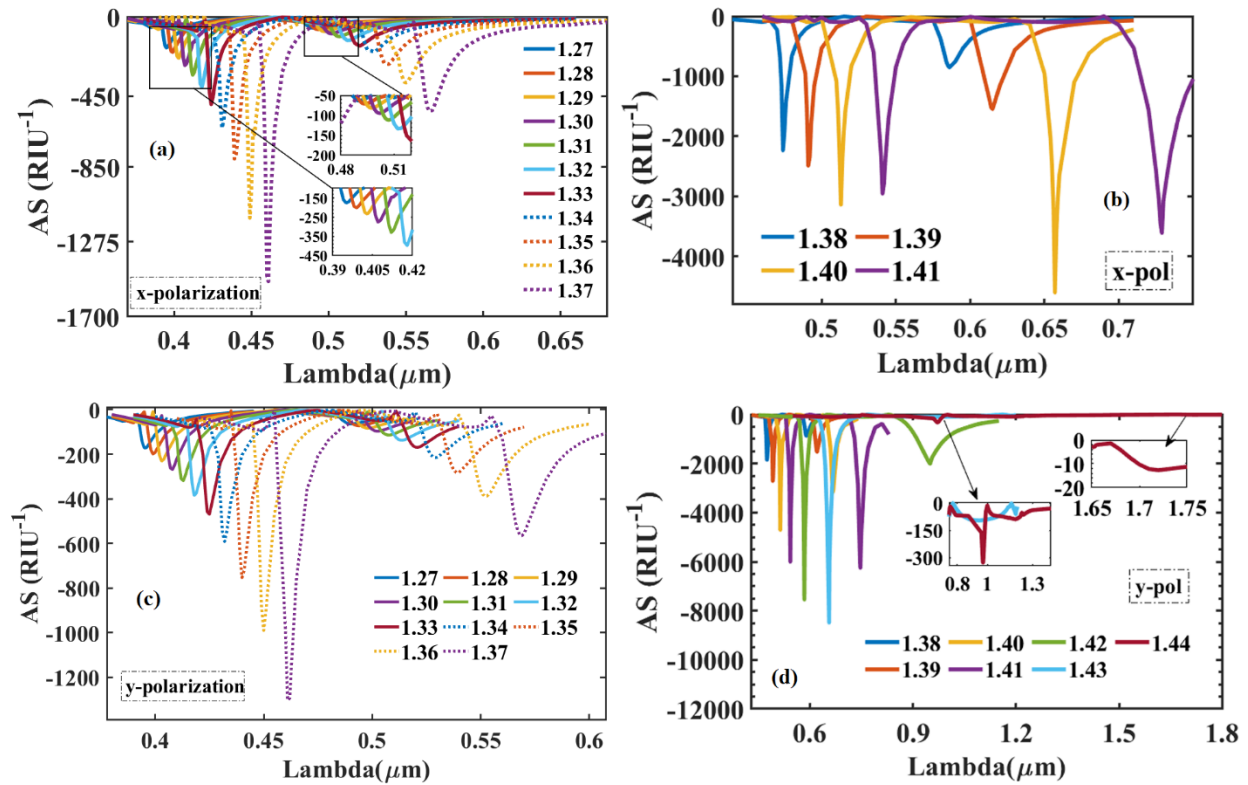 0
-450
-850
-1275
-1700
AS (RIU-1)
(a)
x-polarization
0.4 0.45 0.5 0.55 0.6 0.65
Lambda(μm)
-50
-100
-150
-200
0.48 0.51
-150
-250
-350
-450
0.39 0.405 0.42
1.27
1.28
1.29
1.30
1.31
1.32
1.33
1.34
1.35
1.36
1.37
0
-1000
-2000
-3000
-4000
AS (RIU-1)
(b)
1.38 1.39
1.40 1.41
x-pol
0.5 0.55 0.6 0.65 0.7
Lambda(μm)
0
-200
-400
-600
-800
-1000
-1200
AS (RIU-1)
(c)
1.27 1.28 1.29
1.30 1.31 1.32
1.33 1.34 1.35
1.36 1.37
y-polarization
0.4 0.45 0.5 0.55 0.6
Lambda(μm)
0
-2000
-4000
-6000
-8000
-10000
-12000
AS (RIU-1)
0
-10
-20
1.65 1.7 1.75
0
-150
-300
0.8 1 1.3
y-pol
1.38 1.40 1.42 1.44
1.39 1.41 1.43
(d)
0.6 0.9 1.2 1.5 1.8
Lambda(μm)